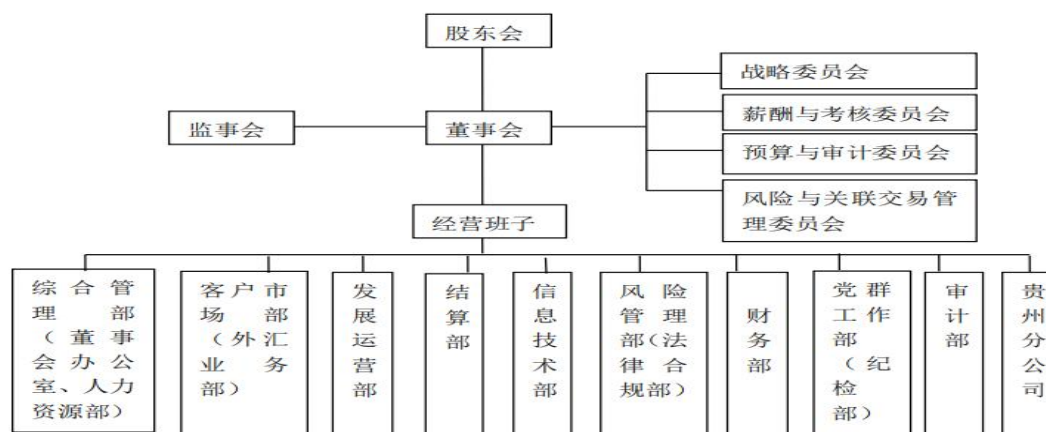 股东会
战略委员会
监事会
董事会
薪酬与考核委员会
预算与审计委员会
风险与关联交易管
理委员会
经营班子
综合管
理部
（董事
会办公
室、人力
资源部）
客户市
场部
（外汇
业务
部）
发
展
运
营
部
结
算
部
信
息
技
术
部
风险
管理
部（法
律合
规部）
财
务
部
党群
工作
部
（纪
检
部）
审
计
部
贵
州
分
公
司